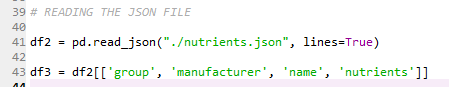 39 # READING THE JSON FILE
40
41 df2 = pd.read_json("./nutrients.json", lines=True)
42
43 df3 = df2[['group', 'manufacturer', 'name', 'nutrients']]
44